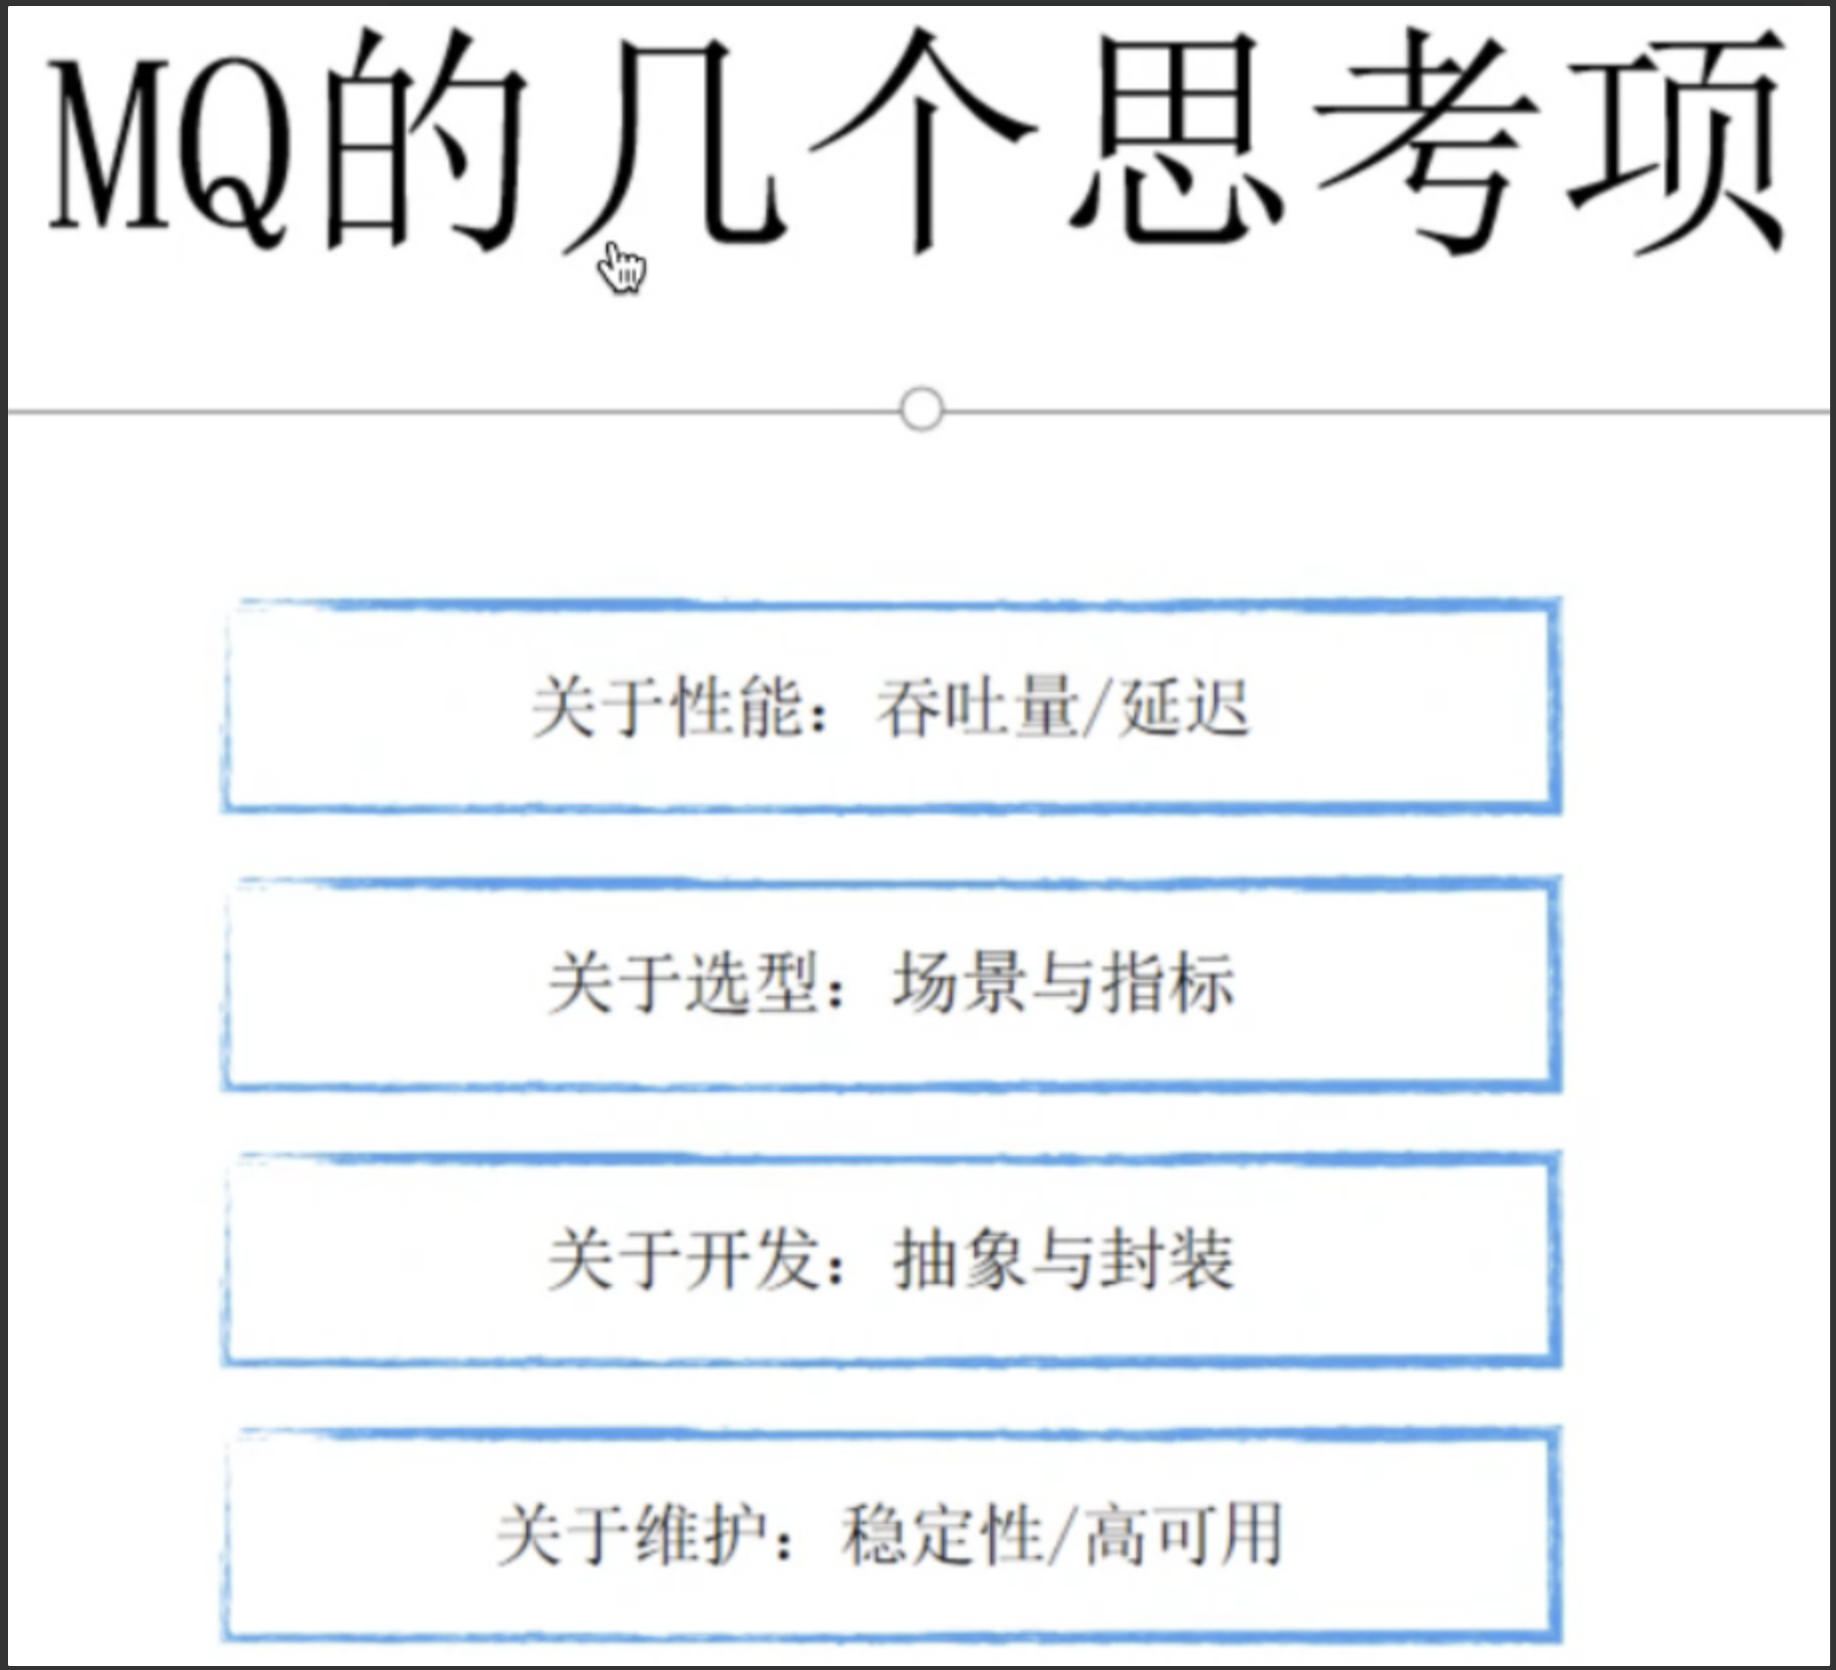 MQ的几个思考项
关于性能：吞吐量/延迟
关于选型：场景与指标
关于开发：抽象与封装
关于维护：稳定性/高可用